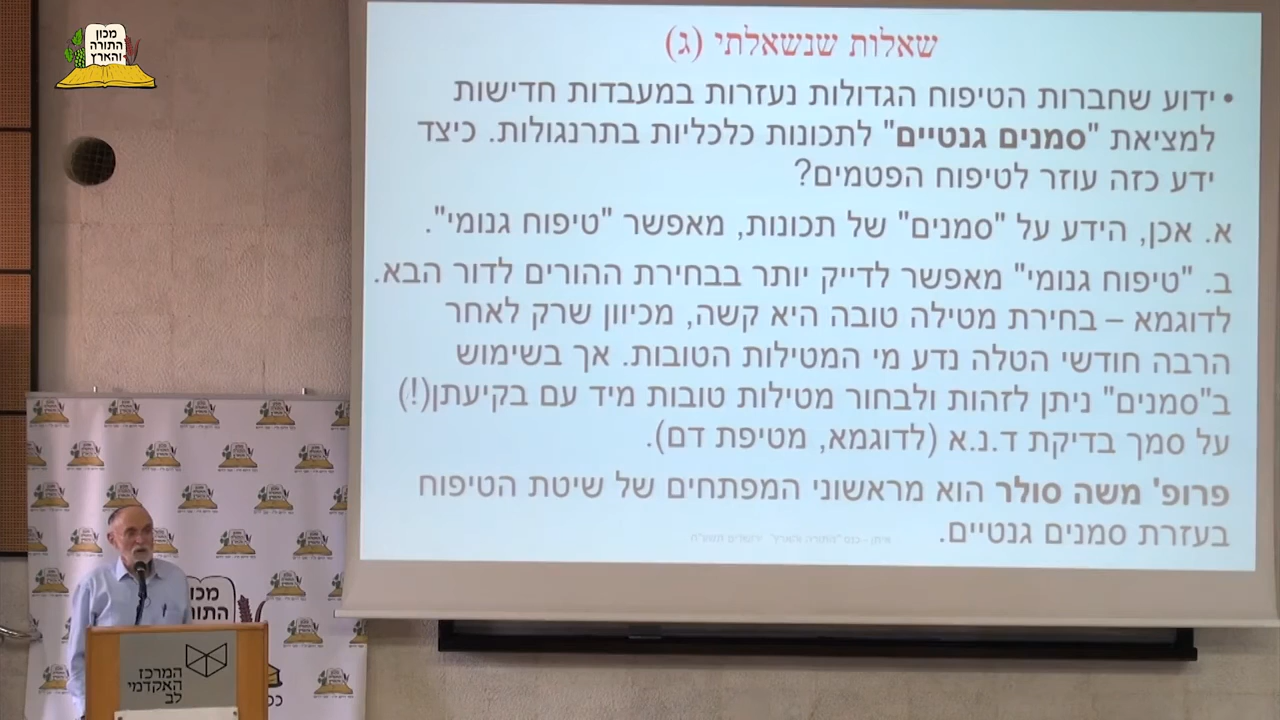 מכון
התורה
והארץ
שאלות שנשאלתי (ג)
• ידוע שחברות הטיפוח הגדולות נעזרות במעבדות חדישות
למציאת "סמנים גנטיים" לתכונות כלכליות בתרנגולות. כיצד
ידע כזה עוזר לטיפוח הפטמים?
א. אכן, הידע על "סמנים" של תכונות, מאפשר "טיפוח גנומי".
ב. "טיפוח גנומי" מאפשר לדייק יותר בבחירת ההורים לדור הבא.
לדוגמא – בחירת מטילה טובה היא קשה, מכיוון שרק לאחר
הרבה חודשי הטלה נדע מי המטילות הטובות. אך בשימוש
ב"סמנים" ניתן לזהות ולבחור מטילות טובות מיד עם בקיעתן(!)
על סמך בדיקת ד.נ.א (לדוגמא, מטיפת דם).
פרופ' משה סולר הוא מראשוני המפתחים של שיטת הטיפוח
בעזרת סמנים גנטיים.
מכון
התור
המרכז
האקדמי
לב